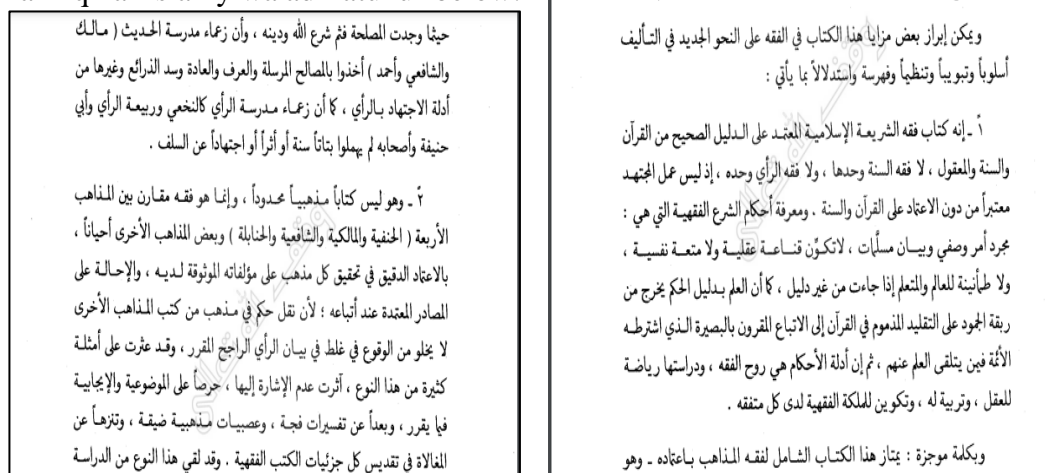 ويمكن إبراز بعض مزايا هذا الكتاب في الفقه على النحو الجديد في التأليف
أسلوباً وتبويباً وتنظيماً وفهرسة واستدلالاً بما يأتي :
١ً ـ إنه كتاب فقه الشريعة الإسلامية المعتمد على الدليل الصحيح من القرآن
والسنة والمعقول ، لا فقه السنة وحدها ، ولا فقه الرأي وحده ، إذ ليس عمل المجتهد
معتبراً من دون الاعتماد على القرآن والسنة . ومعرفة أحكام الشرع الفقهية التي هي :
مجرد أمر وصفي وبيان مسلَّمات ، لا تكوِّن قناعة عقلية ولا متعة نفسية ،
ولا طمأنينة للعالم والمتعلم إذا جاءت من غير دليل ، كما أن العلم بدليل الحكم يخرج من
ربقة الجمود على التقليد المذموم في القرآن إلى الاتباع المقرون بالبصيرة الذي اشترطه
الأئمة فيمن يتلقى العلم عنهم ، ثم إن أدلة الأحكام هي روح الفقه ، ودراستها رياضة
للعقل ، وتربية له ، وتكوين للملكة الفقهية لدى كل متفقه .
وبكلمة موجزة : يمتاز هذا الكتاب الشامل لفقه المذاهب باعتماده ـ وهو
حيثما وجدت المصلحة فثم شرع الله ودينه ، وأن زعماء مدرسة الحديث ( مالك
والشافعي وأحمد ) أخذوا بالمصالح المرسلة والعرف والعادة وسد الذرائع وغيرها من
أدلة الاجتهاد بالرأي ، كما أن زعماء مدرسة الرأي كالنخعي وربيعة الرأي وأبي
حنيفة وأصحابه لم يهملوا بتاتاً سنة أو أثراً أو اجتهاداً عن السلف .
٢ً ـ وهو ليس كتاباً مذهبياً محدوداً ، وإنما هو فقه مقارن بين المذاهب
الأربعة ( الحنفية والمالكية والشافعية والحنابلة ) وبعض المذاهب الأخرى أحياناً ،
بالاعتماد الدقيق في تحقيق كل مذهب على مؤلفاته الموثوقة لديه ، والإحالة على
المصادر المعتمدة عند أتباعه ؛ لأن نقل حكم في مذهب من كتب المذاهب الأخرى
لا يخلو من الوقوع في غلط في بيان الرأي الراجح المقرر ، وقد عثرت على أمثلة
كثيرة من هذا النوع ، آثرت عدم الإشارة إليها ، حرصاً على الموضوعية والإيجابية
فيما يقرر ، وبعداً عن تفسيرات فجة ، وعصبيات مذهبية ضيقة ، وتنزهاً عن
المغالاة في تقديس كل جزئيات الكتب الفقهية . وقد لقي هذا النوع من الدراسة